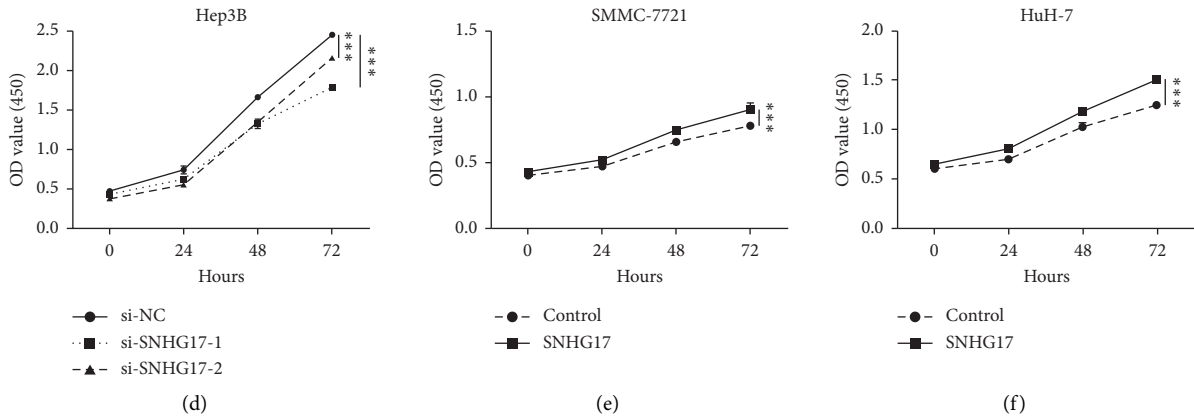 Hep3B
OD value (450)
2.5
2.0
1.5
1.0
0.5
0.0
0 24 48 72
Hours
***
***
si-NC
si-SNHG17-1
si-SNHG17-2
(d)
SMMC-7721
OD value (450)
1.5
1.0
0.5
0.0
0 24 48 72
Hours
***
Control
SNHG17
(e)
HuH-7
OD value (450)
2.0
1.5
1.0
0.5
0.0
0 24 48 72
Hours
***
Control
SNHG17
(f)